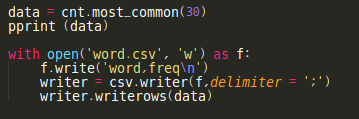 data = cnt.most_common(30)
pprint (data)
with open('word.csv', 'w') as f:
f.write('word,freq\n')
writer = csv.writer(f,delimiter = ';')
writer.writerows(data)